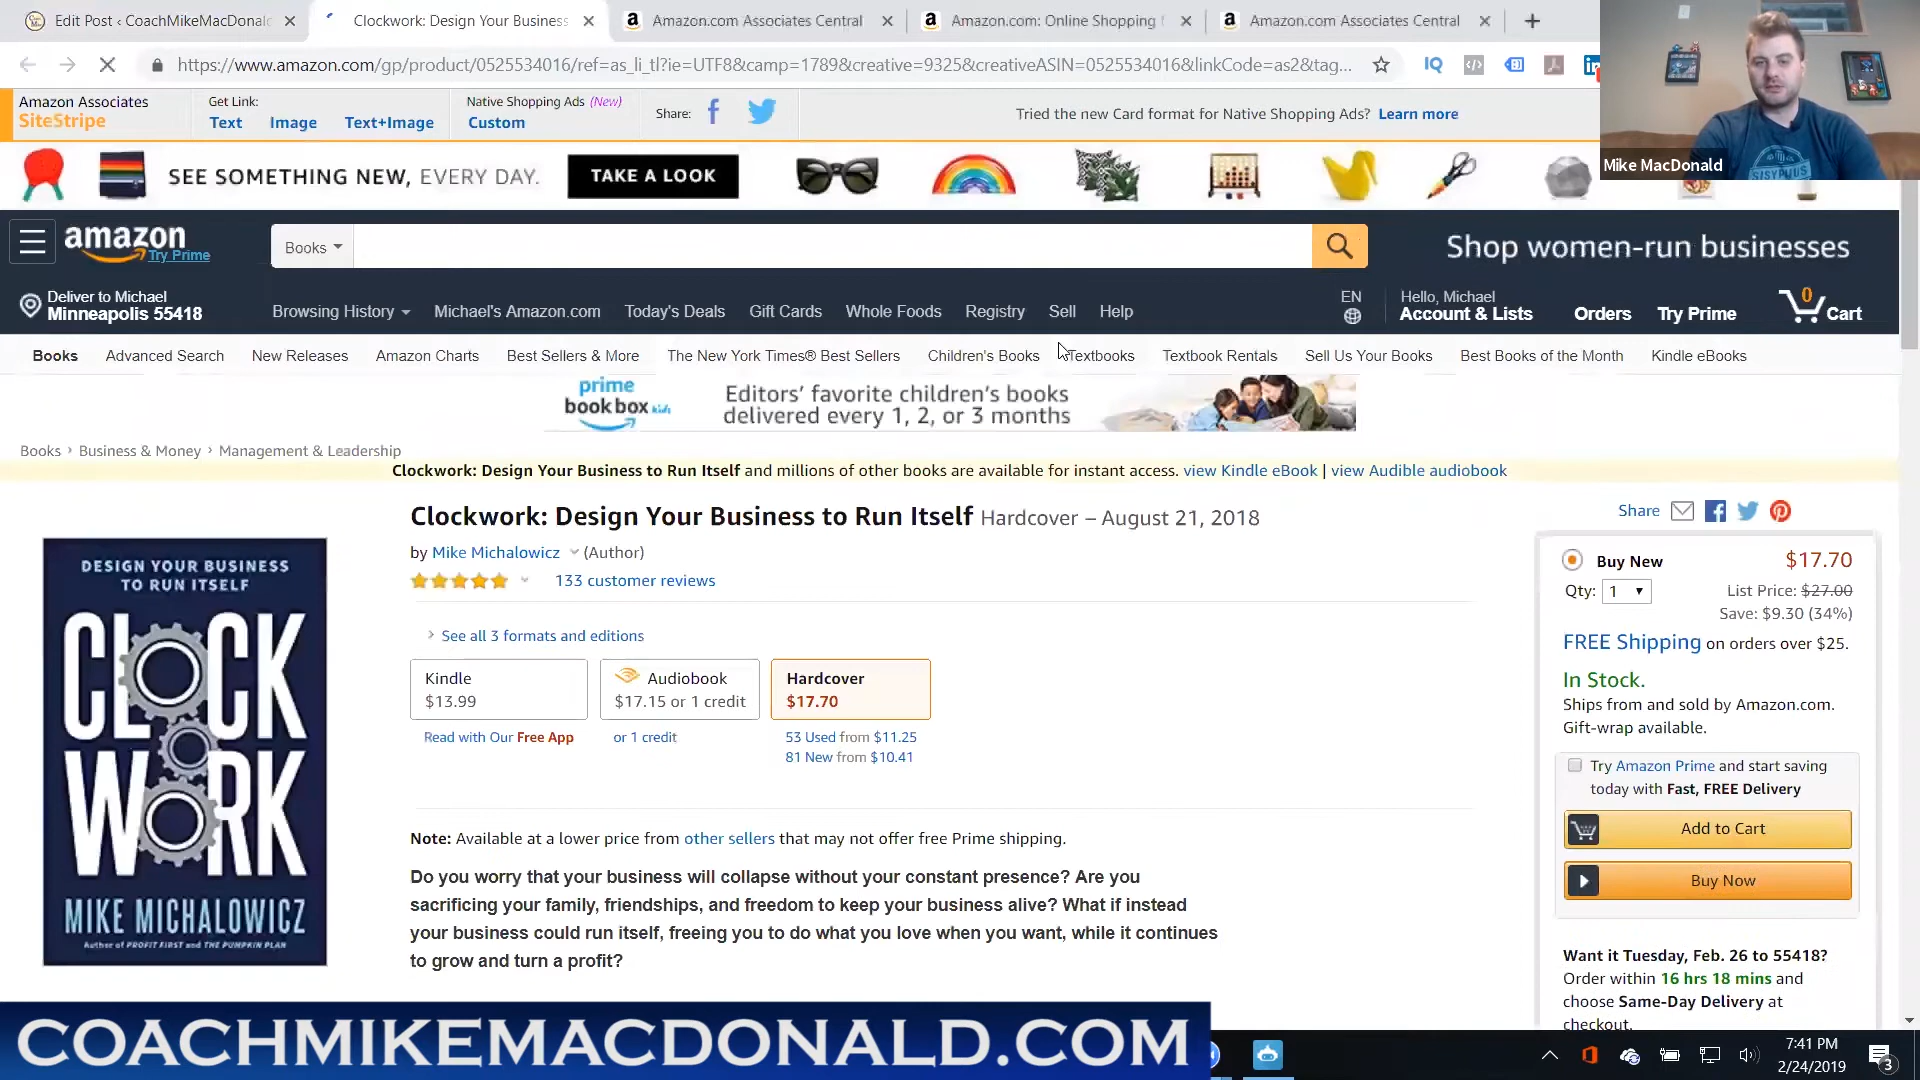 Edit Post ‹ CoachMikeMacDonal
Clockwork: Design Your Business
Amazon.com Associates Central
Amazon.com: Online Shopping f
Amazon.com Associates Central
https://www.amazon.com/gp/product/0525534016/ref=as_li_tl?ie=UTF8&camp=1789&creative=9325&creativeASIN=0525534016&linkCode=as2&tag...
IQ
in
Amazon Associates
SiteStripe
Get Link:
Text Image Text+Image
Native Shopping Ads (New)
Custom
Share:
Tried the new Card format for Native Shopping Ads? Learn more
Mike MacDonald
SISYPHUS
SEE SOMETHING NEW, EVERY DAY.
TAKE A LOOK
amazon
Try Prime
Books
Shop women-run businesses
Deliver to Michael
Minneapolis 55418
Browsing History Michael's Amazon.com Today's Deals Gift Cards Whole Foods Registry Sell Help
EN
Hello, Michael
Account & Lists
Orders
Try Prime
0
Cart
Books Advanced Search New Releases Amazon Charts Best Sellers & More The New York Times® Best Sellers Children's Books Textbooks Textbook Rentals Sell Us Your Books Best Books of the Month Kindle eBooks
prime
book box kids
Editors' favorite children's books
delivered every 1, 2, or 3 months
Books › Business & Money › Management & Leadership
Clockwork: Design Your Business to Run Itself and millions of other books are available for instant access. view Kindle eBook | view Audible audiobook
DESIGN YOUR BUSINESS
TO RUN ITSELF
CLOCK
WORK
MIKE MICHALOWICZ
Author of PROFIT FIRST and THE PUMPKIN PLAN
Clockwork: Design Your Business to Run Itself Hardcover – August 21, 2018
by Mike Michalowicz (Author)
133 customer reviews
› See all 3 formats and editions
Kindle
$13.99
Audiobook
$17.15 or 1 credit
Hardcover
$17.70
Read with Our Free App
or 1 credit
53 Used from $11.25
81 New from $10.41
Note: Available at a lower price from other sellers that may not offer free Prime shipping.
Do you worry that your business will collapse without your constant presence? Are you
sacrificing your family, friendships, and freedom to keep your business alive? What if instead
your business could run itself, freeing you to do what you love when you want, while it continues
to grow and turn a profit?
Share
Buy New
$17.70
Qty: 1
List Price: $27.00
Save: $9.30 (34%)
FREE Shipping on orders over $25.
In Stock.
Ships from and sold by Amazon.com.
Gift-wrap available.
Try Amazon Prime and start saving
today with Fast, FREE Delivery
Add to Cart
Buy Now
Want it Tuesday, Feb. 26 to 55418?
Order within 16 hrs 18 mins and
choose Same-Day Delivery at
checkout.
COACHMIKEMACDONALD.COM
7:41 PM
2/24/2019
3